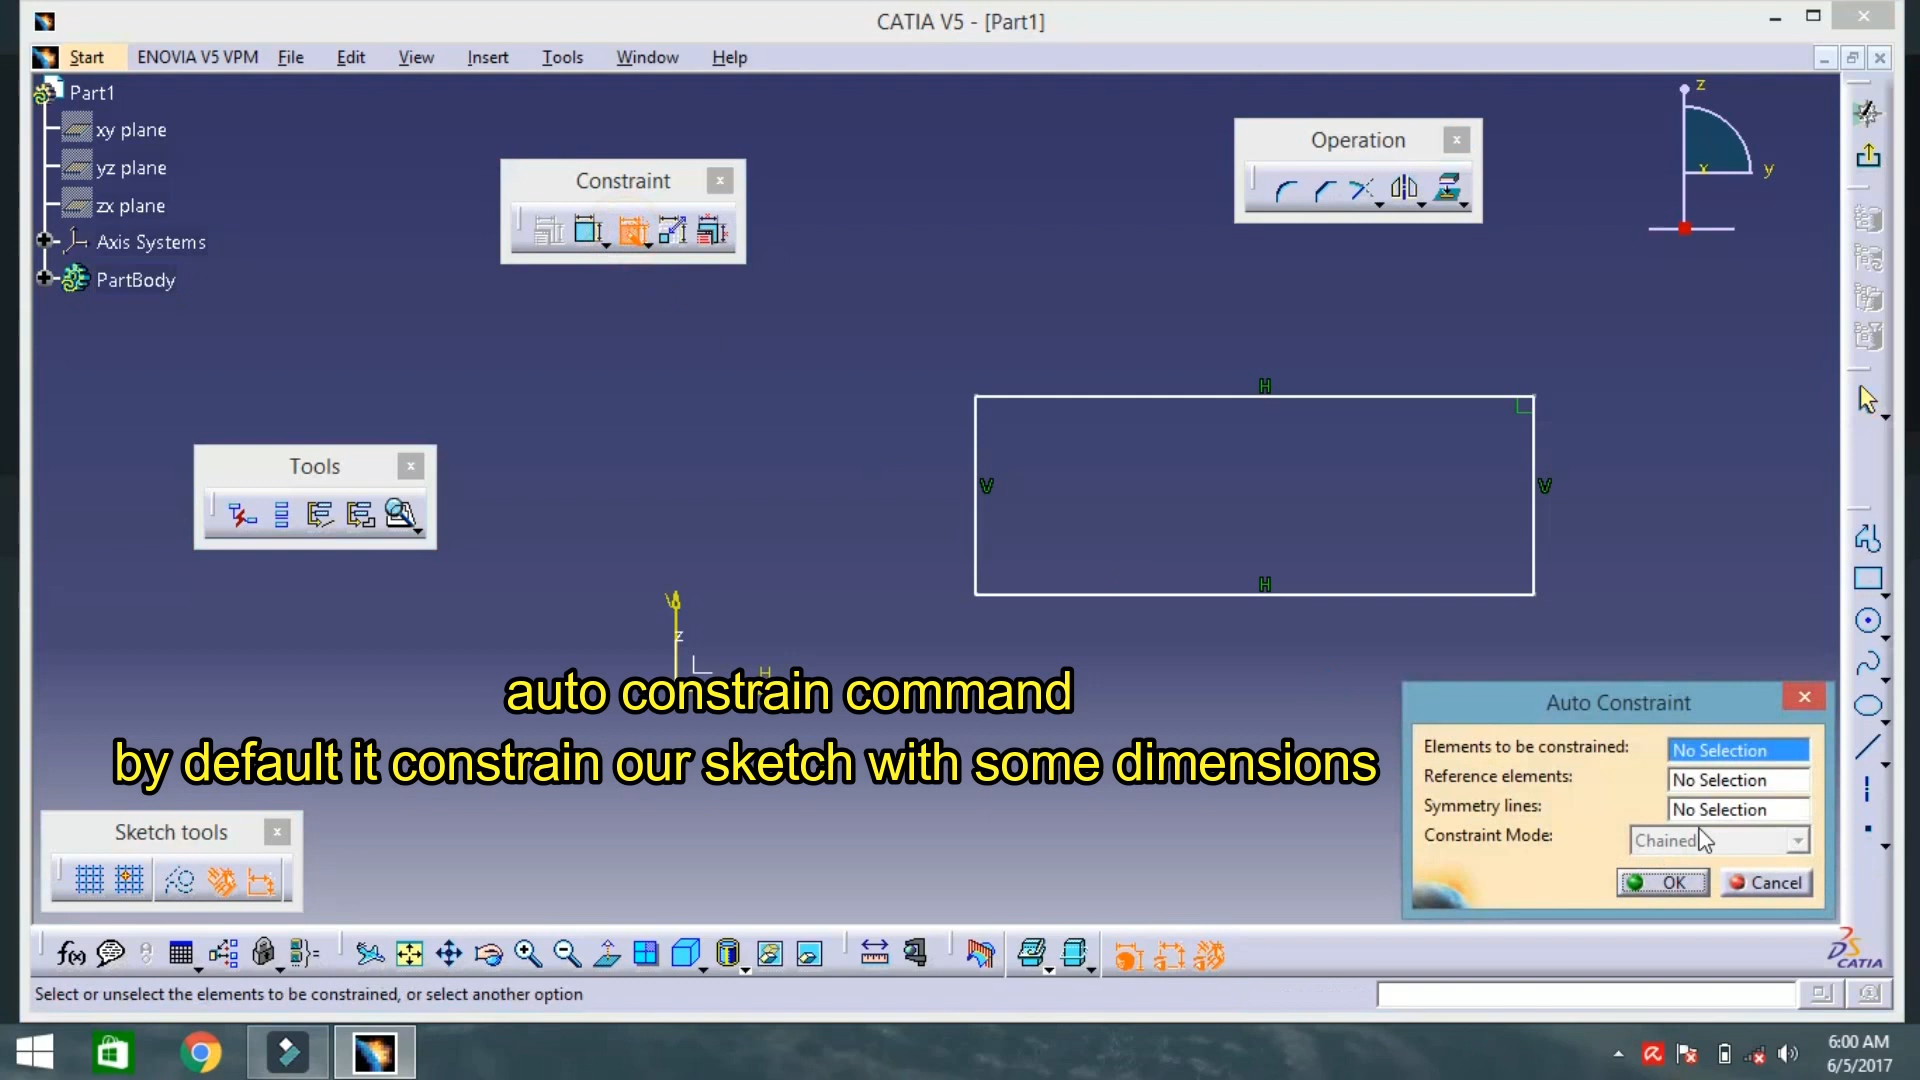 CATIA V5 - [Part1]
Start ENOVIA V5 VPM File Edit View Insert Tools Window Help
Part1
xy plane
yz plane
zx plane
Axis Systems
PartBody
Constraint
Operation
z
x
y
Tools
H
V
V
H
V
z
H
auto constrain command
by default it constrain our sketch with some dimensions
Auto Constraint
Elements to be constrained: No Selection
Reference elements: No Selection
Symmetry lines: No Selection
Constraint Mode: Chained
OK Cancel
Sketch tools
f(x)
CATIA
Select or unselect the elements to be constrained, or select another option
6:00 AM
6/5/2017